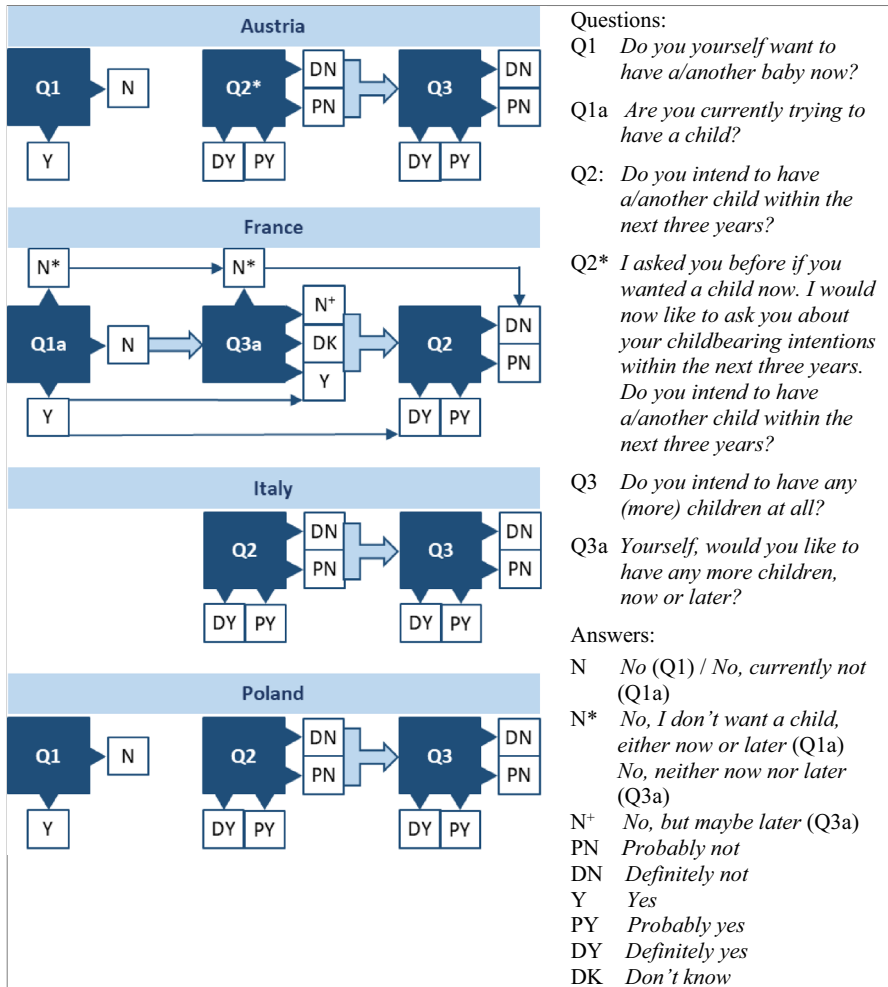 Austria
Q1
N
Y
Q2*
DN
PN
DY PY
Q3
DN
PN
DY PY
France
N*
N*
Q1a
N
Y
Q3a
N⁺
DK
Y
Q2
DN
PN
DY PY
Italy
Q2
DN
PN
DY PY
Q3
DN
PN
DY PY
Poland
Q1
N
Y
Q2
DN
PN
DY PY
Q3
DN
PN
DY PY
Questions:
Q1 Do you yourself want to
have a/another baby now?
Q1a Are you currently trying to
have a child?
Q2: Do you intend to have
a/another child within the
next three years?
Q2* I asked you before if you
wanted a child now. I would
now like to ask you about
your childbearing intentions
within the next three years.
Do you intend to have
a/another child within the
next three years?
Q3 Do you intend to have any
(more) children at all?
Q3a Yourself, would you like to
have any more children,
now or later?
Answers:
N No (Q1) / No, currently not
(Q1a)
N* No, I don't want a child,
either now or later (Q1a)
No, neither now nor later
(Q3a)
N⁺ No, but maybe later (Q3a)
PN Probably not
DN Definitely not
Y Yes
PY Probably yes
DY Definitely yes
DK Don't know